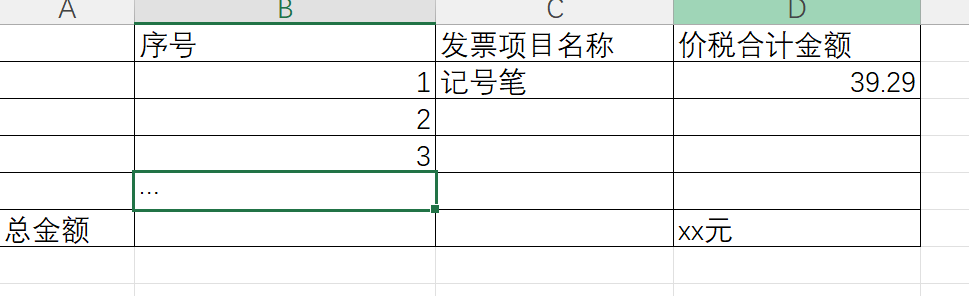 A B C D
序号 发票项目名称 价税合计金额
1 记号笔 39.29
2
3
...
总金额 xx元